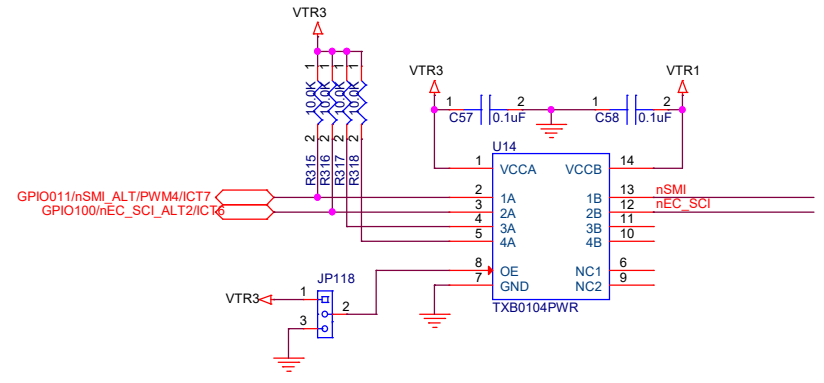 VTR3
1 1 1 1
10.0K 10.0K 10.0K 10.0K
2 2 2 2
R315 R316 R317 R318
VTR3 VTR1
1 2 1 2
C57 0.1uF C58 0.1uF
U14
1 VCCA VCCB 14
GPIO011/nSMI_ALT/PWM4/ICT7 2 1A 1B 13 nSMI
GPIO100/nEC_SCI_ALT2/ICT6 3 2A 2B 12 nEC_SCI
4 3A 3B 11
5 4A 4B 10
8 OE NC1 6
7 GND NC2 9
TXB0104PWR
JP118
VTR3 1
2
3